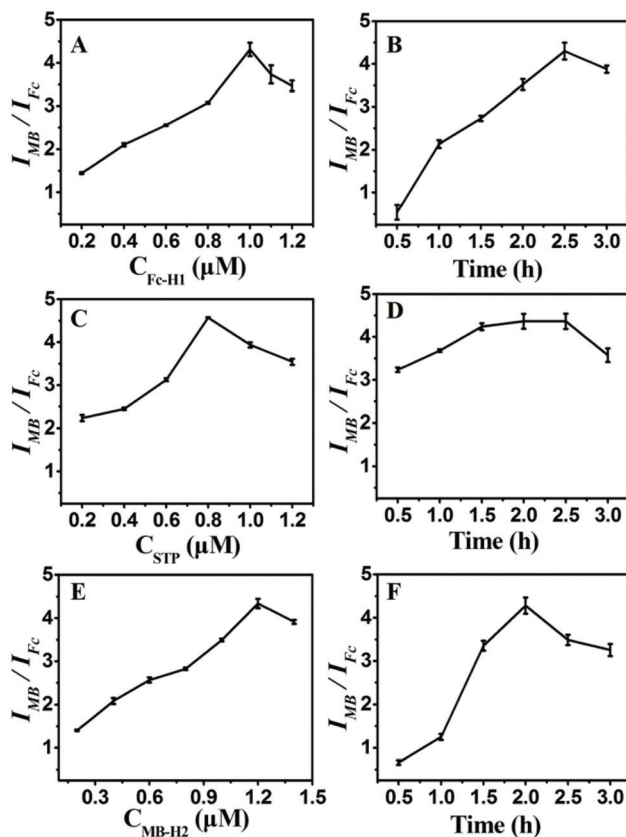 A
I_MB / I_Fc
5
4
3
2
1
0.2 0.4 0.6 0.8 1.0 1.2
C_Fc-H1 (µM)
B
I_MB / I_Fc
5
4
3
2
1
0.5 1.0 1.5 2.0 2.5 3.0
Time (h)
C
I_MB / I_Fc
5
4
3
2
1
0.2 0.4 0.6 0.8 1.0 1.2
C_STP (µM)
D
I_MB / I_Fc
5
4
3
2
1
0.5 1.0 1.5 2.0 2.5 3.0
Time (h)
E
I_MB / I_Fc
5
4
3
2
1
0.3 0.6 0.9 1.2 1.5
C_MB-H2 (µM)
F
I_MB / I_Fc
5
4
3
2
1
0.5 1.0 1.5 2.0 2.5 3.0
Time (h)